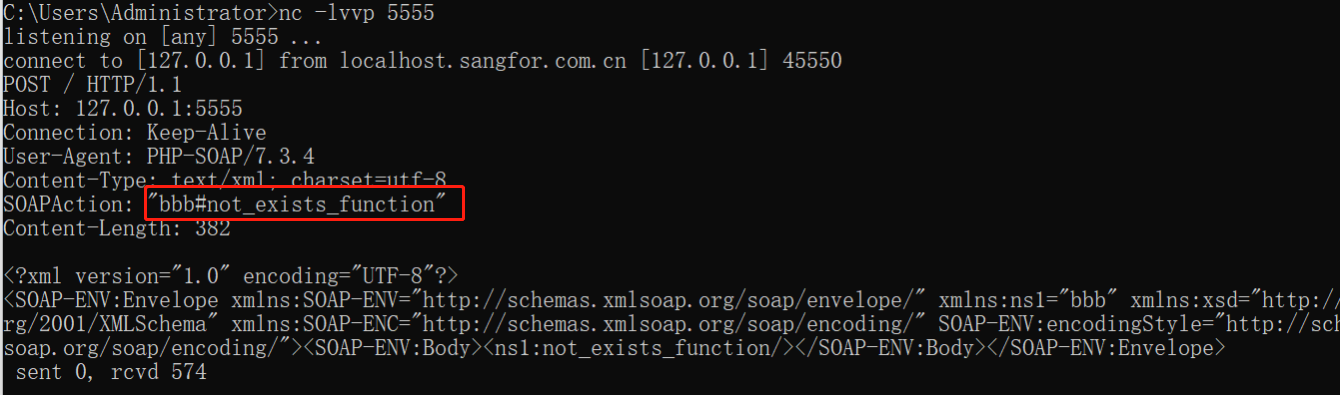 C:\Users\Administrator>nc -lvvp 5555
listening on [any] 5555 ...
connect to [127.0.0.1] from localhost.sangfor.com.cn [127.0.0.1] 45550
POST / HTTP/1.1
Host: 127.0.0.1:5555
Connection: Keep-Alive
User-Agent: PHP-SOAP/7.3.4
Content-Type: text/xml; charset=utf-8
SOAPAction: "bbb#not_exists_function"
Content-Length: 382
<?xml version="1.0" encoding="UTF-8"?>
<SOAP-ENV:Envelope xmlns:SOAP-ENV="http://schemas.xmlsoap.org/soap/envelope/" xmlns:ns1="bbb" xmlns:xsd="http:/
rg/2001/XMLSchema" xmlns:SOAP-ENC="http://schemas.xmlsoap.org/soap/encoding/" SOAP-ENV:encodingStyle="http://sch
soap.org/soap/encoding/"><SOAP-ENV:Body><ns1:not_exists_function/></SOAP-ENV:Body></SOAP-ENV:Envelope>
sent 0, rcvd 574